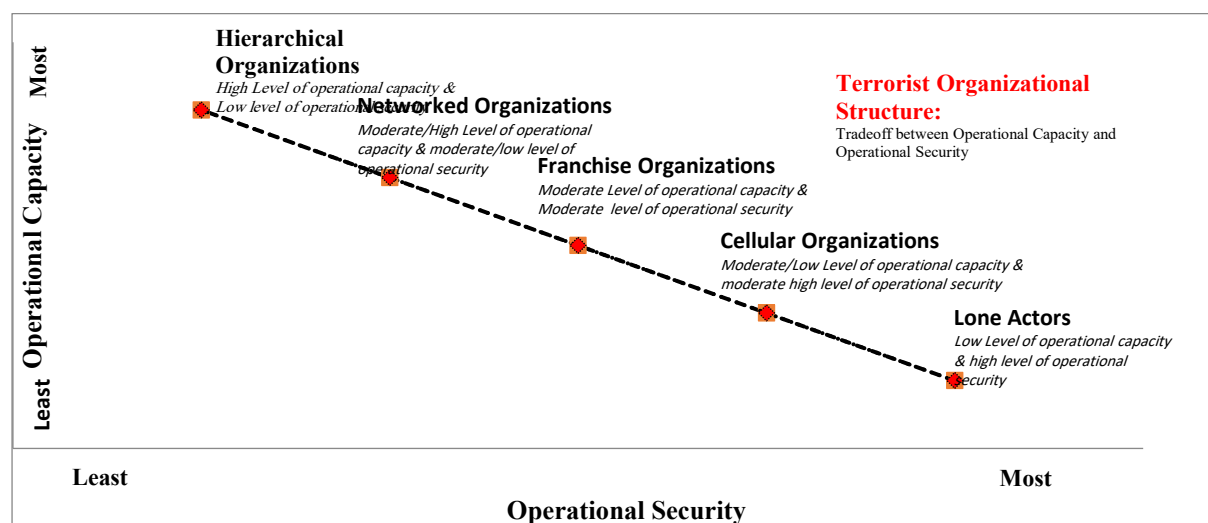 Hierarchical
Organizations
High Level of operational capacity &
Low level of operational security
Networked Organizations
Moderate/High Level of operational
capacity & moderate/low level of
operational security
Franchise Organizations
Moderate Level of operational capacity &
Moderate level of operational security
Cellular Organizations
Moderate/Low Level of operational capacity &
moderate high level of operational security
Lone Actors
Low Level of operational capacity
& high level of operational
security
Terrorist Organizational
Structure:
Tradeoff between Operational Capacity and
Operational Security
Most
Operational Capacity
Least
Least
Most
Operational Security